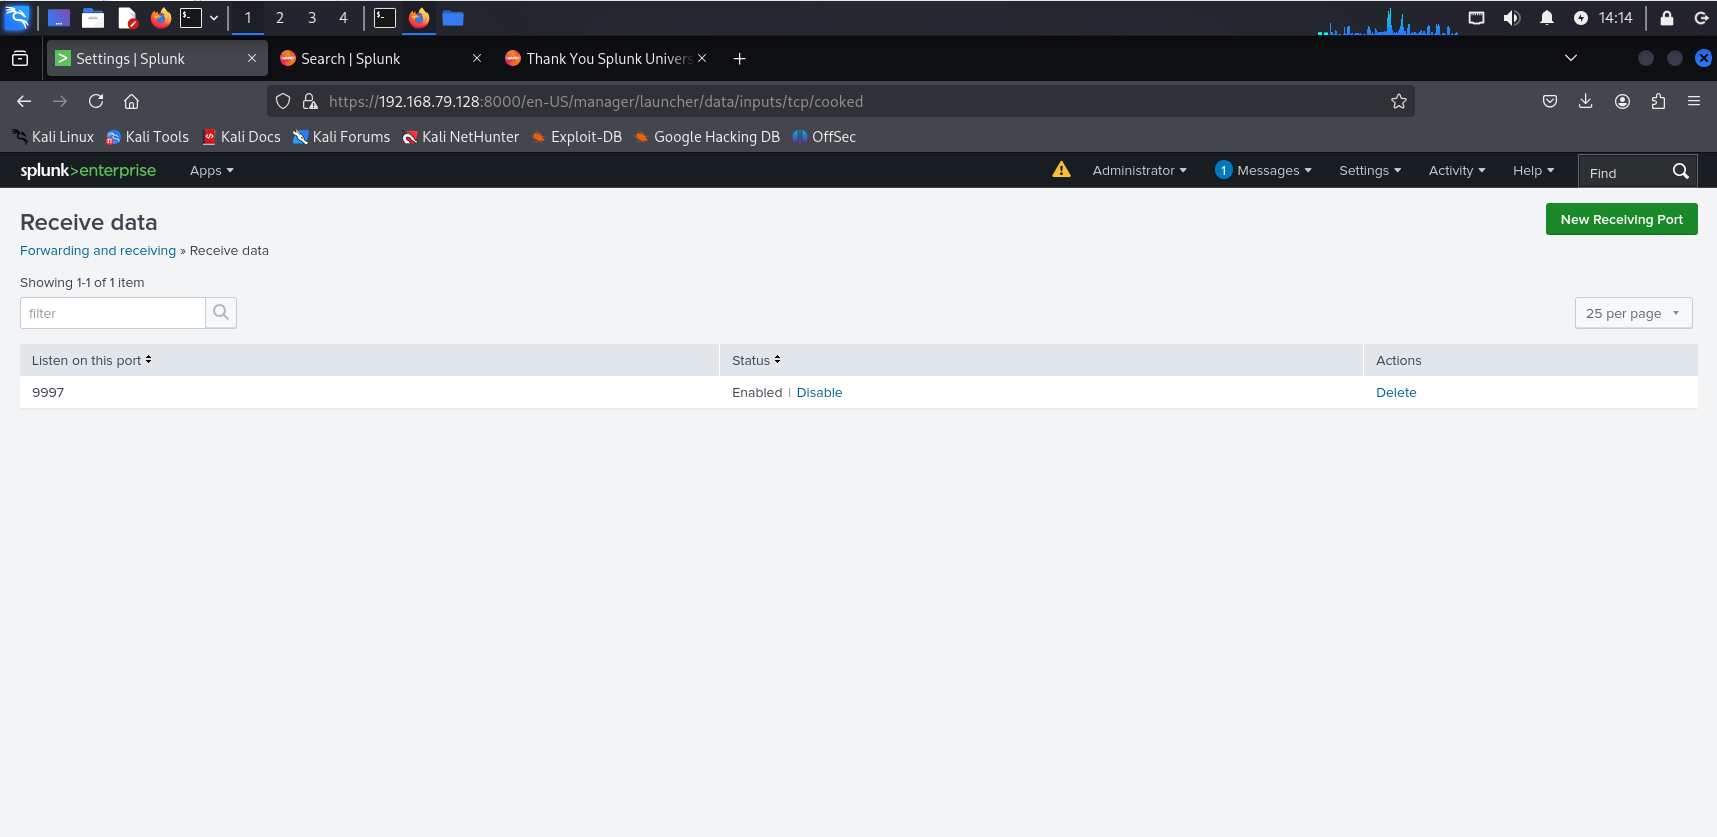 1 2 3 4 14:14
Settings | Splunk Search | Splunk Thank You Splunk Univers
https://192.168.79.128:8000/en-US/manager/launcher/data/inputs/tcp/cooked
Kali Linux Kali Tools Kali Docs Kali Forums Kali NetHunter Exploit-DB Google Hacking DB OffSec
splunk>enterprise Apps Administrator 1 Messages Settings Activity Help Find
Receive data New Receiving Port
Forwarding and receiving » Receive data
Showing 1-1 of 1 item
filter 25 per page
Listen on this port Status Actions
9997 Enabled | Disable Delete